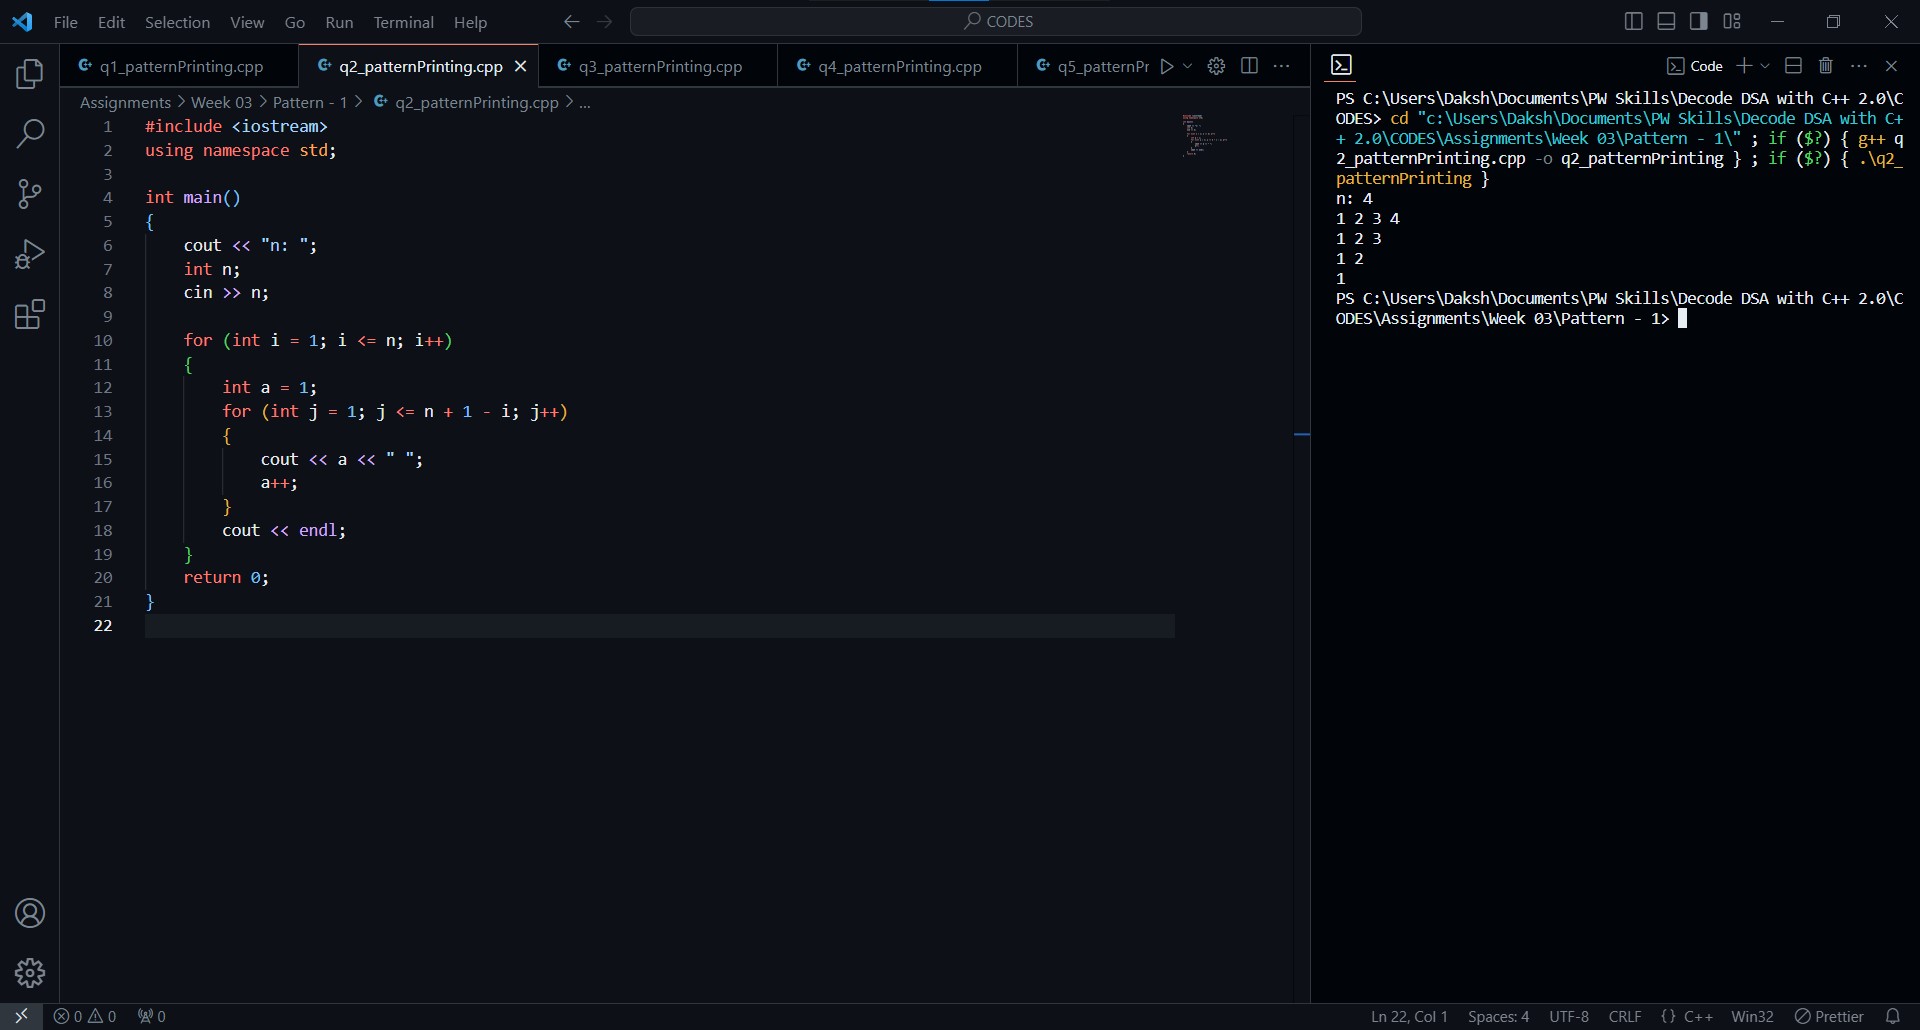 File Edit Selection View Go Run Terminal Help CODES
q1_patternPrinting.cpp q2_patternPrinting.cpp q3_patternPrinting.cpp q4_patternPrinting.cpp q5_patternPr
Assignments > Week 03 > Pattern - 1 > q2_patternPrinting.cpp > ...
1 #include <iostream>
2 using namespace std;
3
4 int main()
5 {
6 cout << "n: ";
7 int n;
8 cin >> n;
9
10 for (int i = 1; i <= n; i++)
11 {
12 int a = 1;
13 for (int j = 1; j <= n + 1 - i; j++)
14 {
15 cout << a << " ";
16 a++;
17 }
18 cout << endl;
19 }
20 return 0;
21 }
22
Code
PS C:\Users\Daksh\Documents\PW Skills\Decode DSA with C++ 2.0\C
ODES> cd "c:\Users\Daksh\Documents\PW Skills\Decode DSA with C+
+ 2.0\CODES\Assignments\Week 03\Pattern - 1\" ; if ($?) { g++ q
2_patternPrinting.cpp -o q2_patternPrinting } ; if ($?) { .\q2_
patternPrinting }
n: 4
1 2 3 4
1 2 3
1 2
1
PS C:\Users\Daksh\Documents\PW Skills\Decode DSA with C++ 2.0\C
ODES\Assignments\Week 03\Pattern - 1>
0 0 0 Ln 22, Col 1 Spaces: 4 UTF-8 CRLF {} C++ Win32 Prettier